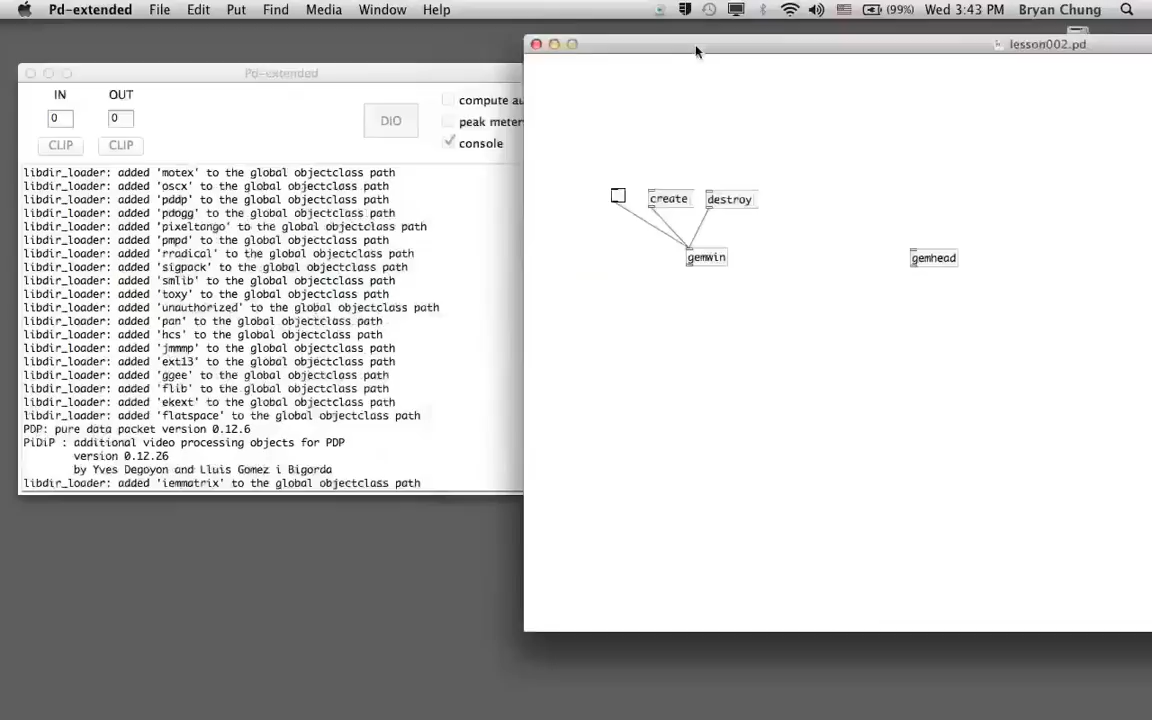 Pd-extended File Edit Put Find Media Window Help (99%) Wed 3:43 PM Bryan Chung
Pd-extended
IN OUT
0 0
DIO
CLIP CLIP
compute au
peak meter
console
libdir_loader: added 'motex' to the global objectclass path
libdir_loader: added 'oscx' to the global objectclass path
libdir_loader: added 'pddp' to the global objectclass path
libdir_loader: added 'pdogg' to the global objectclass path
libdir_loader: added 'pixeltango' to the global objectclass path
libdir_loader: added 'pmpd' to the global objectclass path
libdir_loader: added 'rradical' to the global objectclass path
libdir_loader: added 'sigpack' to the global objectclass path
libdir_loader: added 'smlib' to the global objectclass path
libdir_loader: added 'toxy' to the global objectclass path
libdir_loader: added 'unauthorized' to the global objectclass path
libdir_loader: added 'pan' to the global objectclass path
libdir_loader: added 'hcs' to the global objectclass path
libdir_loader: added 'jmmmp' to the global objectclass path
libdir_loader: added 'ext13' to the global objectclass path
libdir_loader: added 'ggee' to the global objectclass path
libdir_loader: added 'flib' to the global objectclass path
libdir_loader: added 'ekext' to the global objectclass path
libdir_loader: added 'flatspace' to the global objectclass path
PDP: pure data packet version 0.12.6
PiDiP : additional video processing objects for PDP
version 0.12.26
by Yves Degoyon and Lluis Gomez i Bigorda
libdir_loader: added 'iemmatrix' to the global objectclass path
lesson002.pd
create destroy
gemwin gemhead